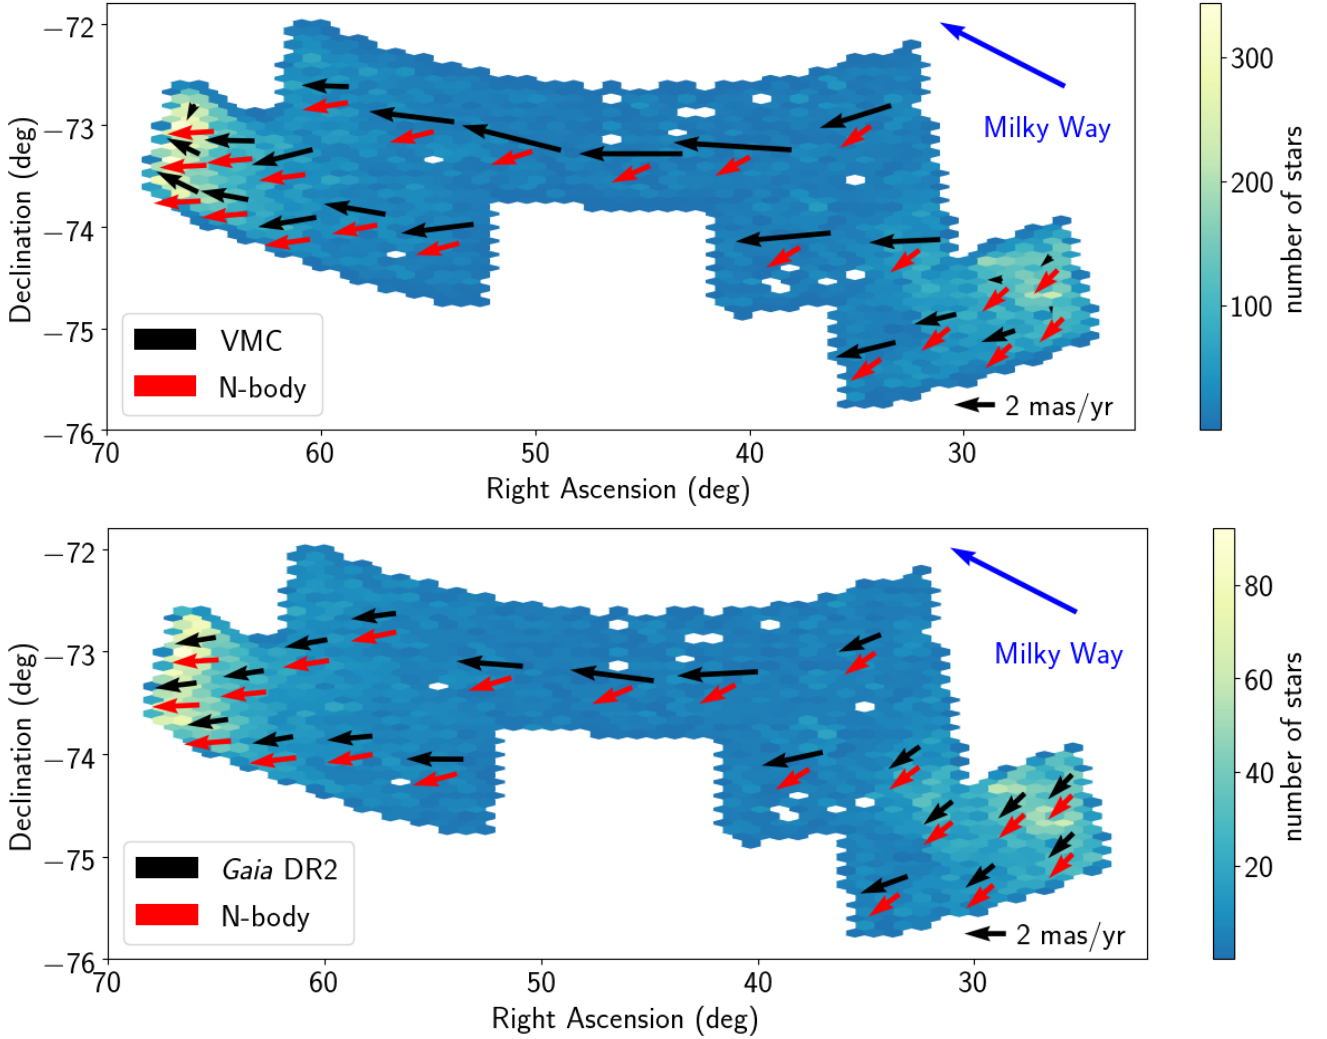 −72
−73
−74
−75
−76
Declination (deg)
70
60
50
40
30
Right Ascension (deg)
Milky Way
VMC
N-body
2 mas/yr
300
200
100
number of stars
−72
−73
−74
−75
−76
Declination (deg)
70
60
50
40
30
Right Ascension (deg)
Milky Way
Gaia DR2
N-body
2 mas/yr
80
60
40
20
number of stars